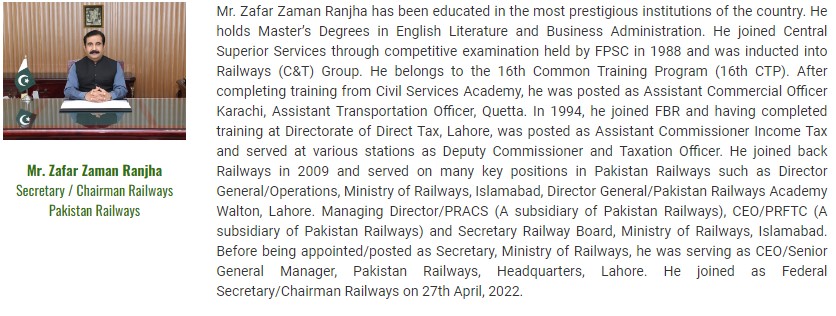 Mr. Zafar Zaman Ranjha
Secretary / Chairman Railways
Pakistan Railways
Mr. Zafar Zaman Ranjha has been educated in the most prestigious institutions of the country. He
holds Master's Degrees in English Literature and Business Administration. He joined Central
Superior Services through competitive examination held by FPSC in 1988 and was inducted into
Railways (C&T) Group. He belongs to the 16th Common Training Program (16th CTP). After
completing training from Civil Services Academy, he was posted as Assistant Commercial Officer
Karachi, Assistant Transportation Officer, Quetta. In 1994, he joined FBR and having completed
training at Directorate of Direct Tax, Lahore, was posted as Assistant Commissioner Income Tax
and served at various stations as Deputy Commissioner and Taxation Officer. He joined back
Railways in 2009 and served on many key positions in Pakistan Railways such as Director
General/Operations, Ministry of Railways, Islamabad, Director General/Pakistan Railways Academy
Walton, Lahore. Managing Director/PRACS (A subsidiary of Pakistan Railways), CEO/PRFTC (A
subsidiary of Pakistan Railways) and Secretary Railway Board, Ministry of Railways, Islamabad.
Before being appointed/posted as Secretary, Ministry of Railways, he was serving as CEO/Senior
General Manager, Pakistan Railways, Headquarters, Lahore. He joined as Federal
Secretary/Chairman Railways on 27th April, 2022.